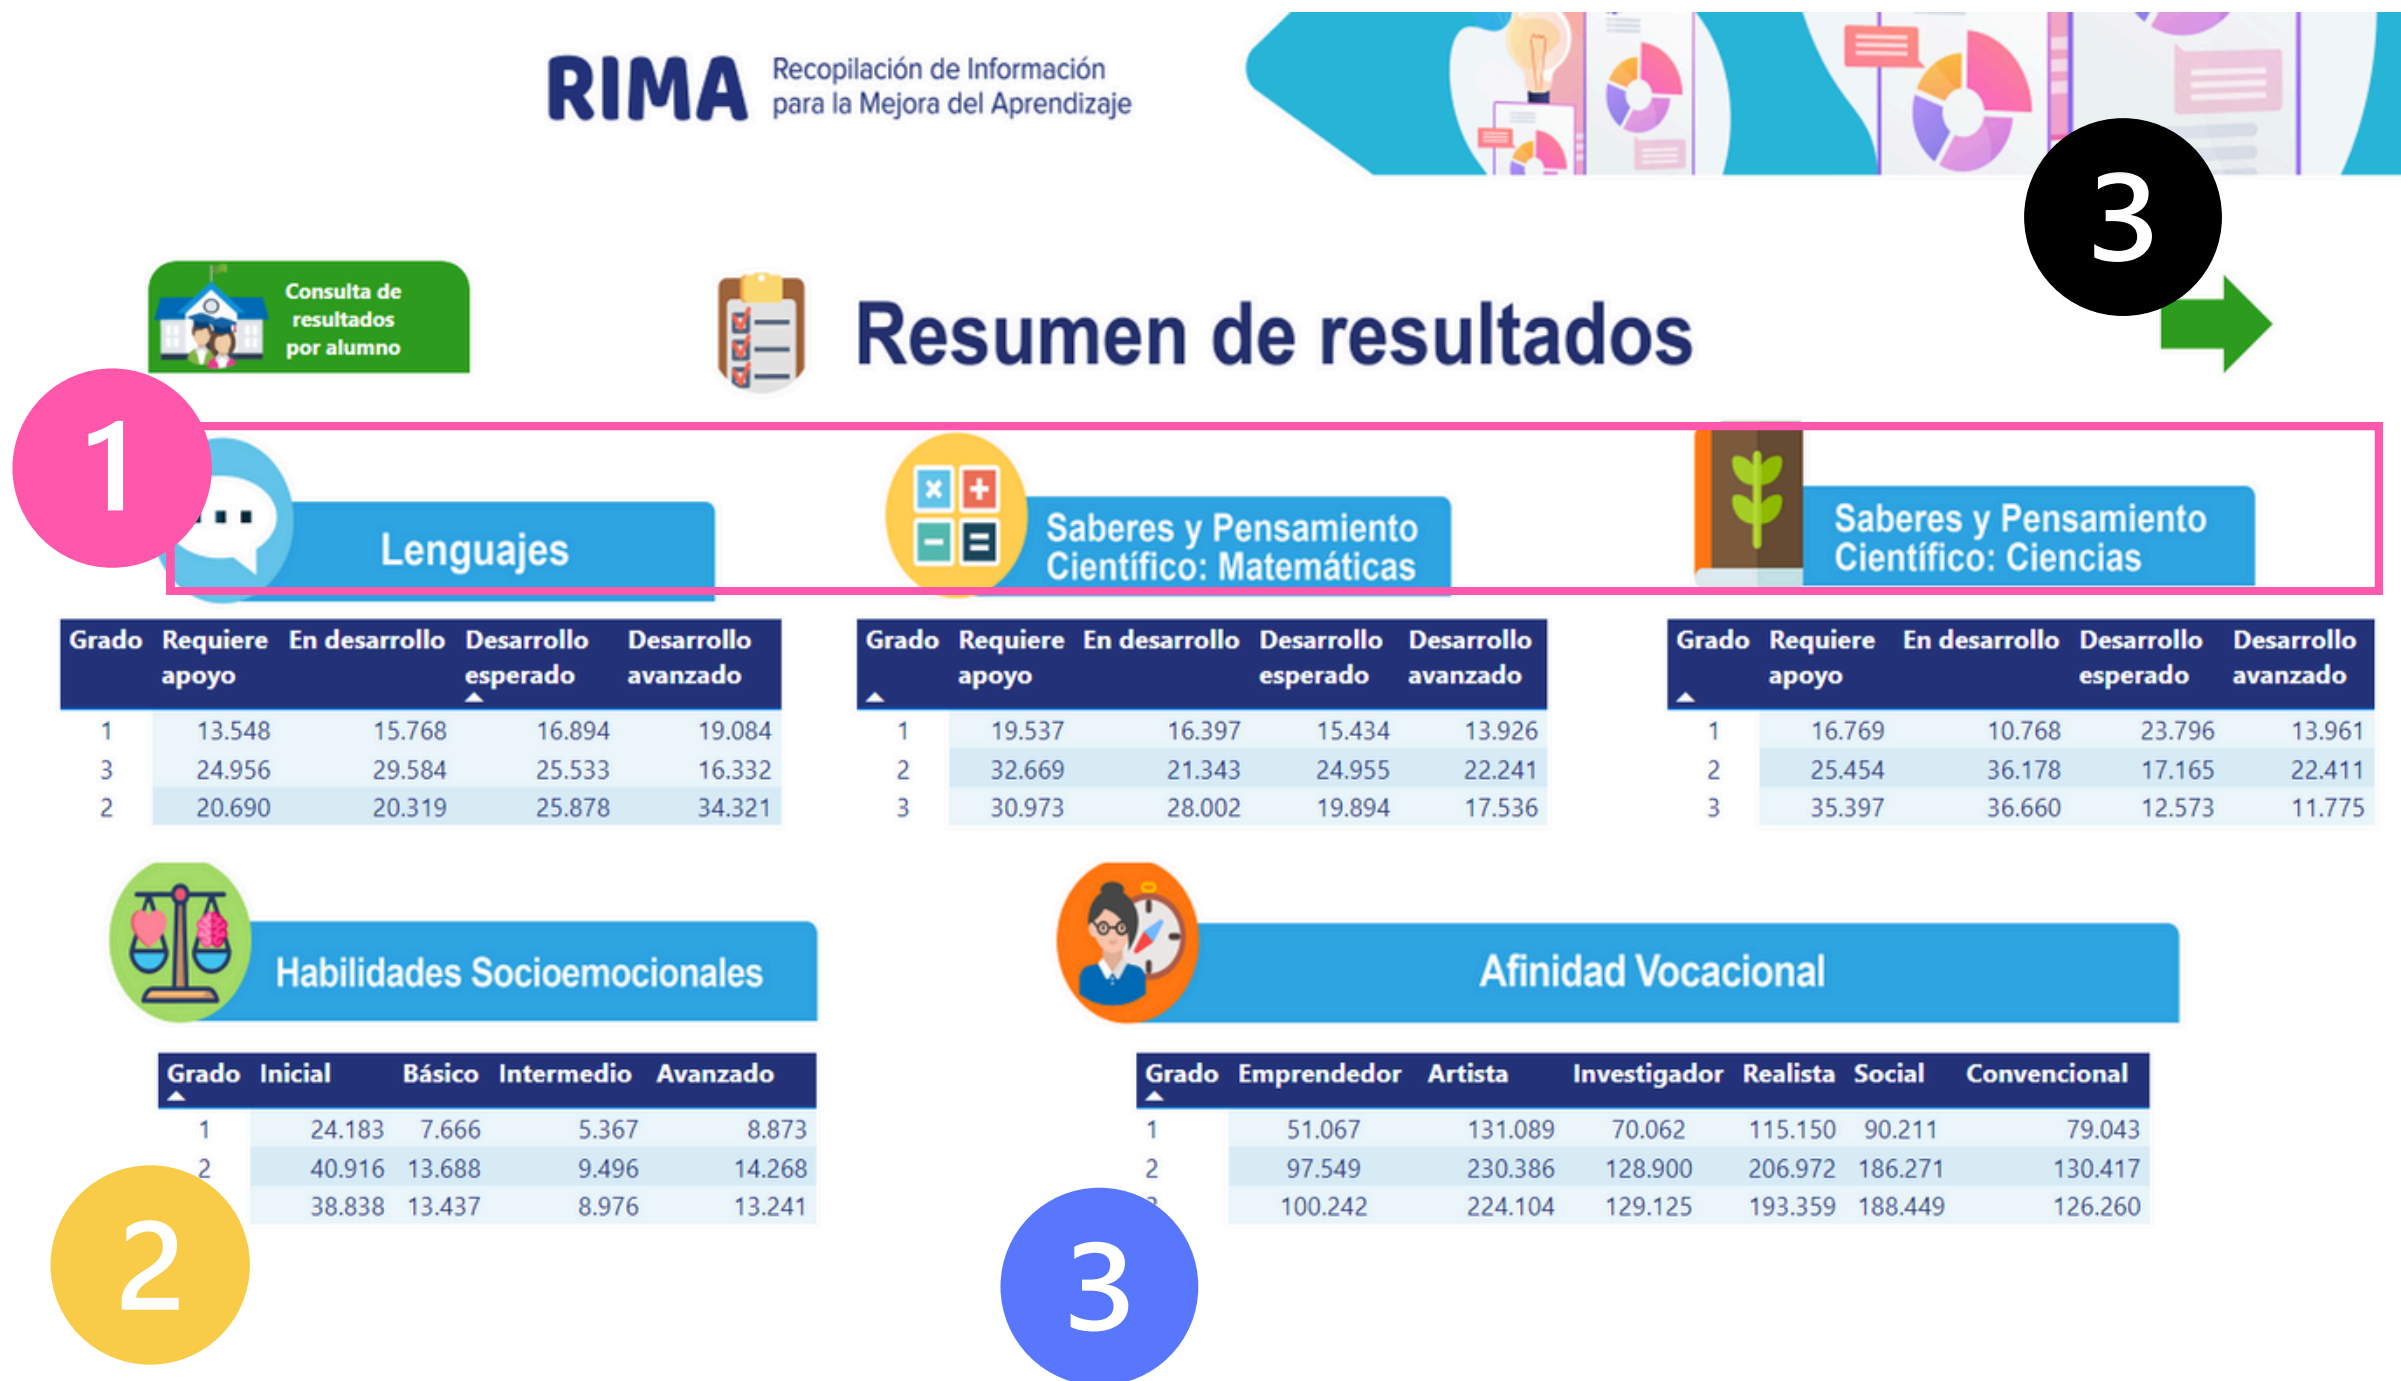 RIMA
Recopilación de Información
para la Mejora del Aprendizaje
3
Consulta de
resultados
por alumno
Resumen de resultados
1
Lenguajes
Saberes y Pensamiento
Científico: Matemáticas
Saberes y Pensamiento
Científico: Ciencias
Grado Requiere apoyo En desarrollo Desarrollo esperado Desarrollo avanzado
1 13.548 15.768 16.894 19.084
3 24.956 29.584 25.533 16.332
2 20.690 20.319 25.878 34.321
Grado Requiere apoyo En desarrollo Desarrollo esperado Desarrollo avanzado
1 19.537 16.397 15.434 13.926
2 32.669 21.343 24.955 22.241
3 30.973 28.002 19.894 17.536
Grado Requiere apoyo En desarrollo Desarrollo esperado Desarrollo avanzado
1 16.769 10.768 23.796 13.961
2 25.454 36.178 17.165 22.411
3 35.397 36.660 12.573 11.775
Habilidades Socioemocionales
Grado Inicial Básico Intermedio Avanzado
1 24.183 7.666 5.367 8.873
2 40.916 13.688 9.496 14.268
38.838 13.437 8.976 13.241
2
Afinidad Vocacional
Grado Emprendedor Artista Investigador Realista Social Convencional
1 51.067 131.089 70.062 115.150 90.211 79.043
2 97.549 230.386 128.900 206.972 186.271 130.417
100.242 224.104 129.125 193.359 188.449 126.260
3